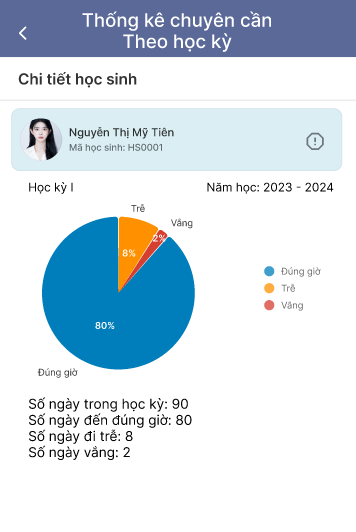 Thống kê chuyên cần
Theo học kỳ
Chi tiết học sinh
Nguyễn Thị Mỹ Tiên
Mã học sinh: HS0001
Học kỳ I
Năm học: 2023 - 2024
Trễ
Vắng
8%
2%
80%
Đúng giờ
Đúng giờ
Trễ
Vắng
Số ngày trong học kỳ: 90
Số ngày đến đúng giờ: 80
Số ngày đi trễ: 8
Số ngày vắng: 2